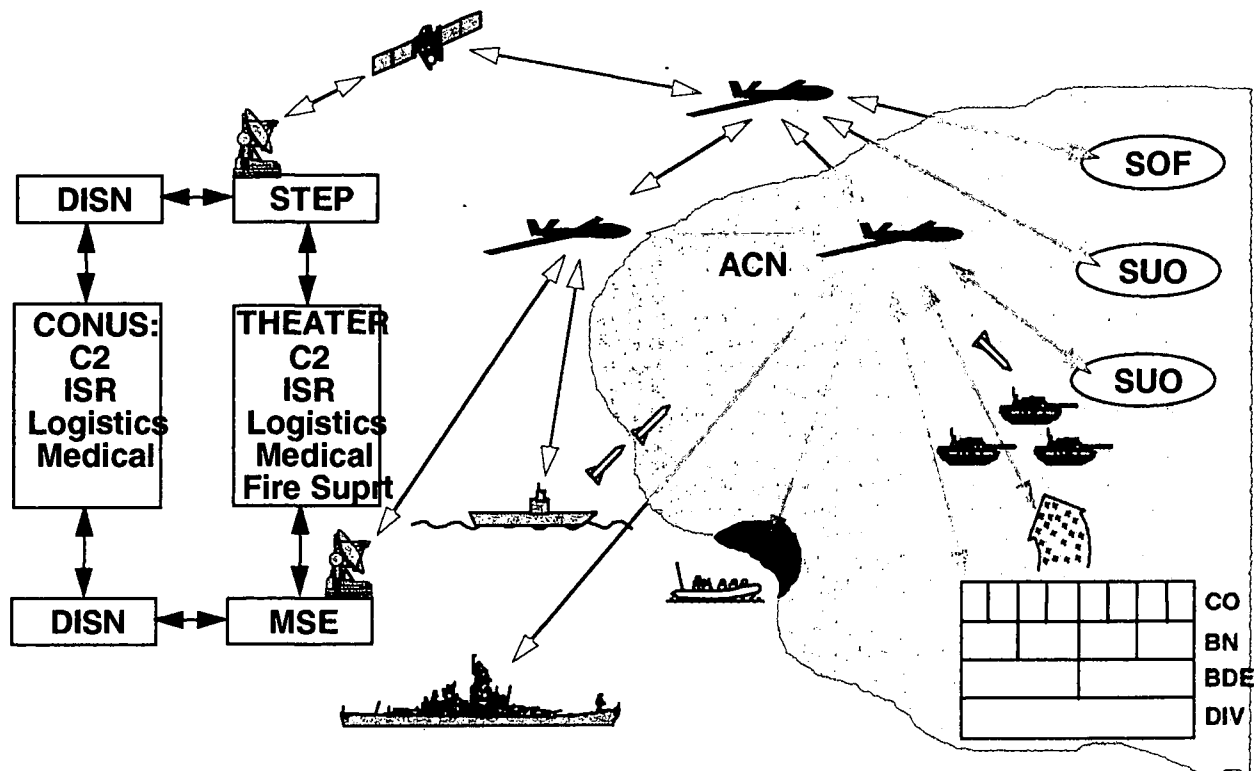 DISN
STEP
SOF
SUO
SUO
ACN
CONUS:
C2
ISR
Logistics
Medical
THEATER
C2
ISR
Logistics
Medical
Fire Suprt
DISN
MSE
CO
BN
BDE
DIV